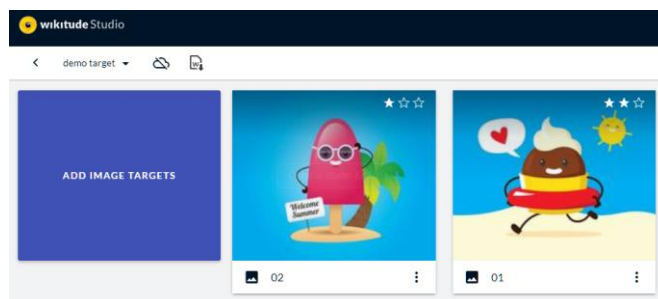 wikitude Studio
demo target
ADD IMAGE TARGETS
Welcome
Summer
02
01